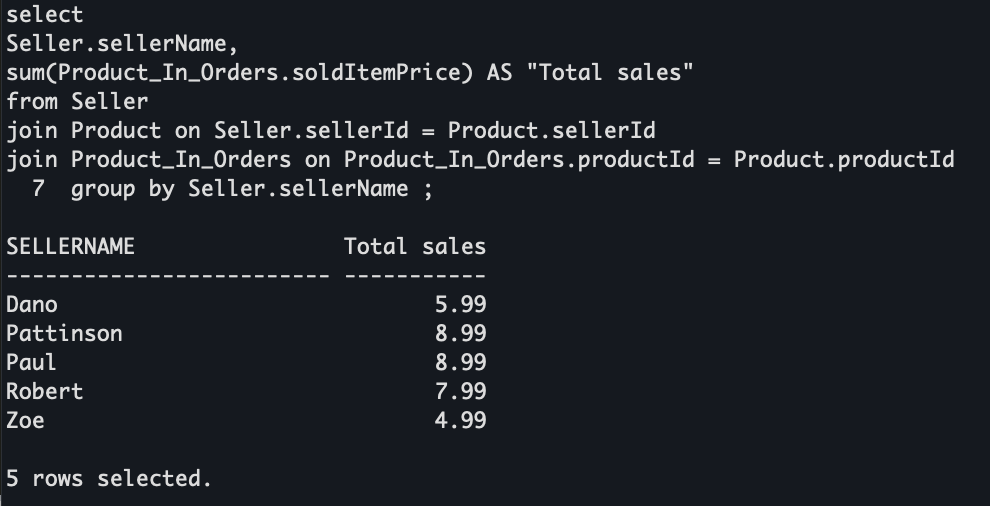 select
Seller.sellerName,
sum(Product_In_Orders.soldItemPrice) AS "Total sales"
from Seller
join Product on Seller.sellerId = Product.sellerId
join Product_In_Orders on Product_In_Orders.productId = Product.productId
  7  group by Seller.sellerName ;

SELLERNAME                Total sales
------------------------- -----------
Dano                             5.99
Pattinson                        8.99
Paul                             8.99
Robert                           7.99
Zoe                              4.99

5 rows selected.